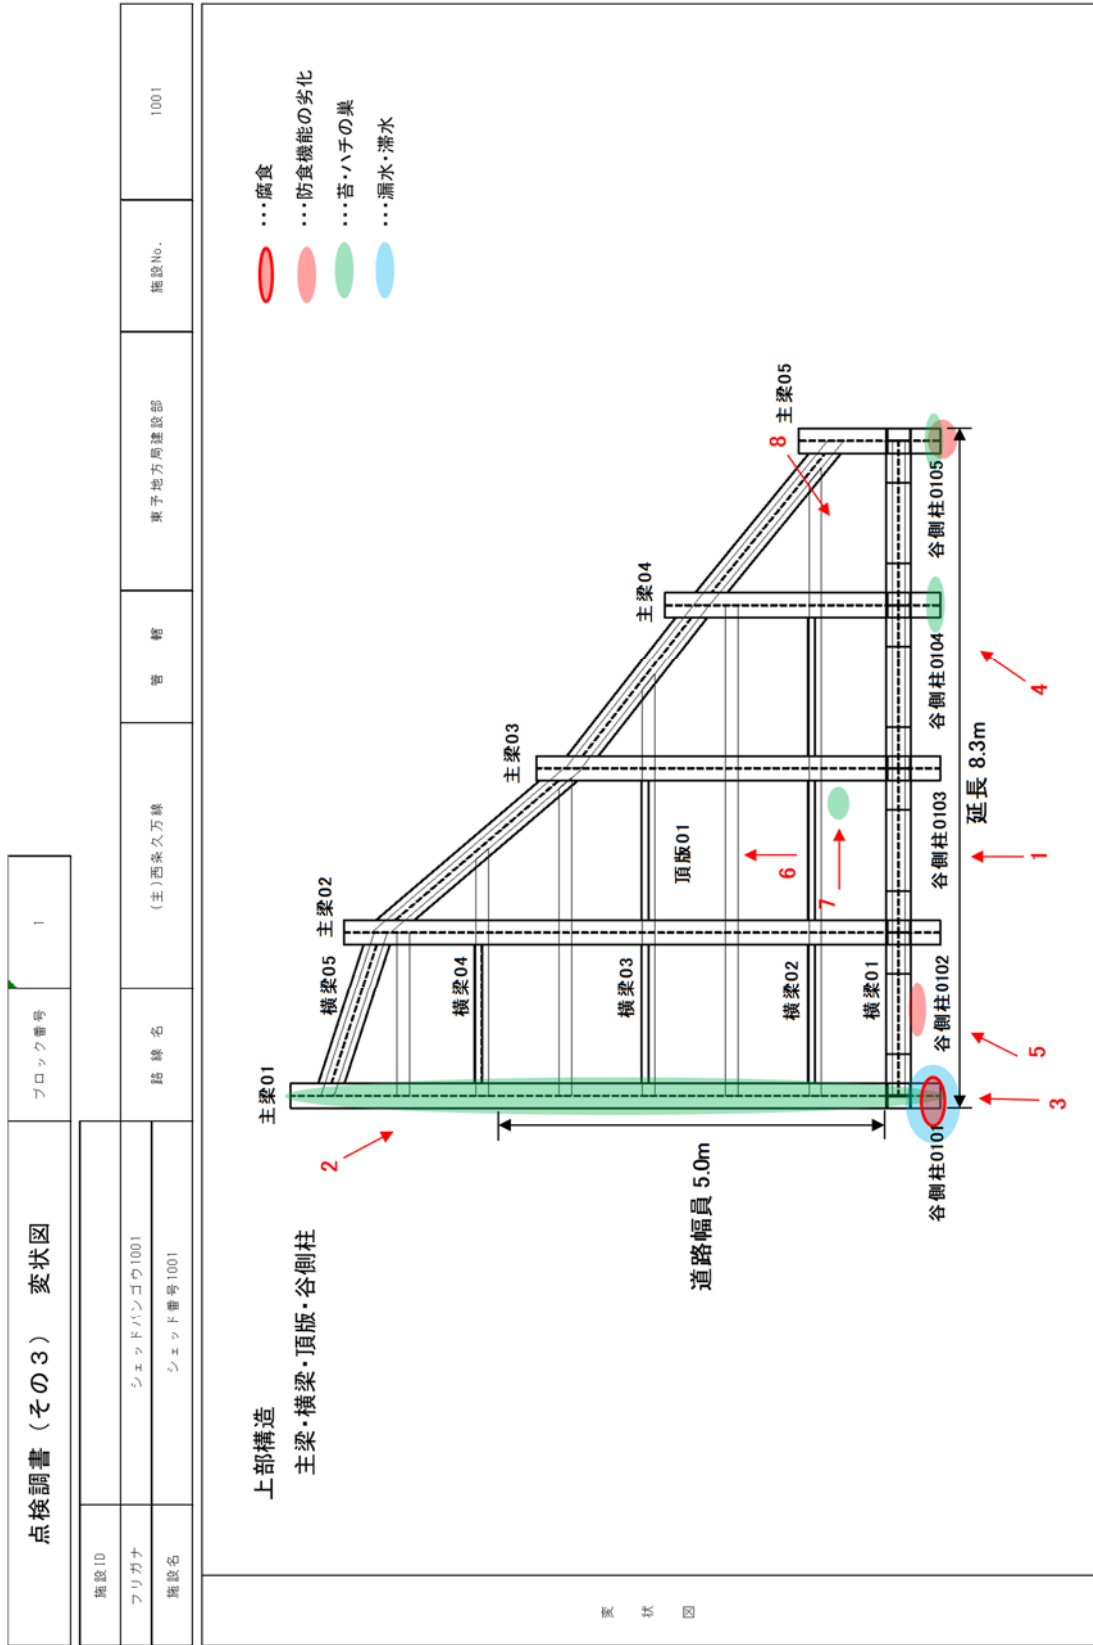 点検調書（その３）　変状図
ブロック番号 1
施設ID
フリガナ シェッドバンゴウ1001 路線名 (主)西条久万線 管轄 東予地方局建設部 施設No. 1001
施設名 シェッド番号1001
変状図
上部構造
主梁・横梁・頂版・谷側柱
…腐食
…防食機能の劣化
…苔・ハチの巣
…漏水・滞水
主梁01
主梁02
主梁03
主梁04
主梁05
横梁05
横梁04
横梁03
横梁02
横梁01
頂版01
2
6
7
8
道路幅員 5.0m
谷側柱0101
谷側柱0102
谷側柱0103
谷側柱0104
谷側柱0105
延長 8.3m
3
5
1
4